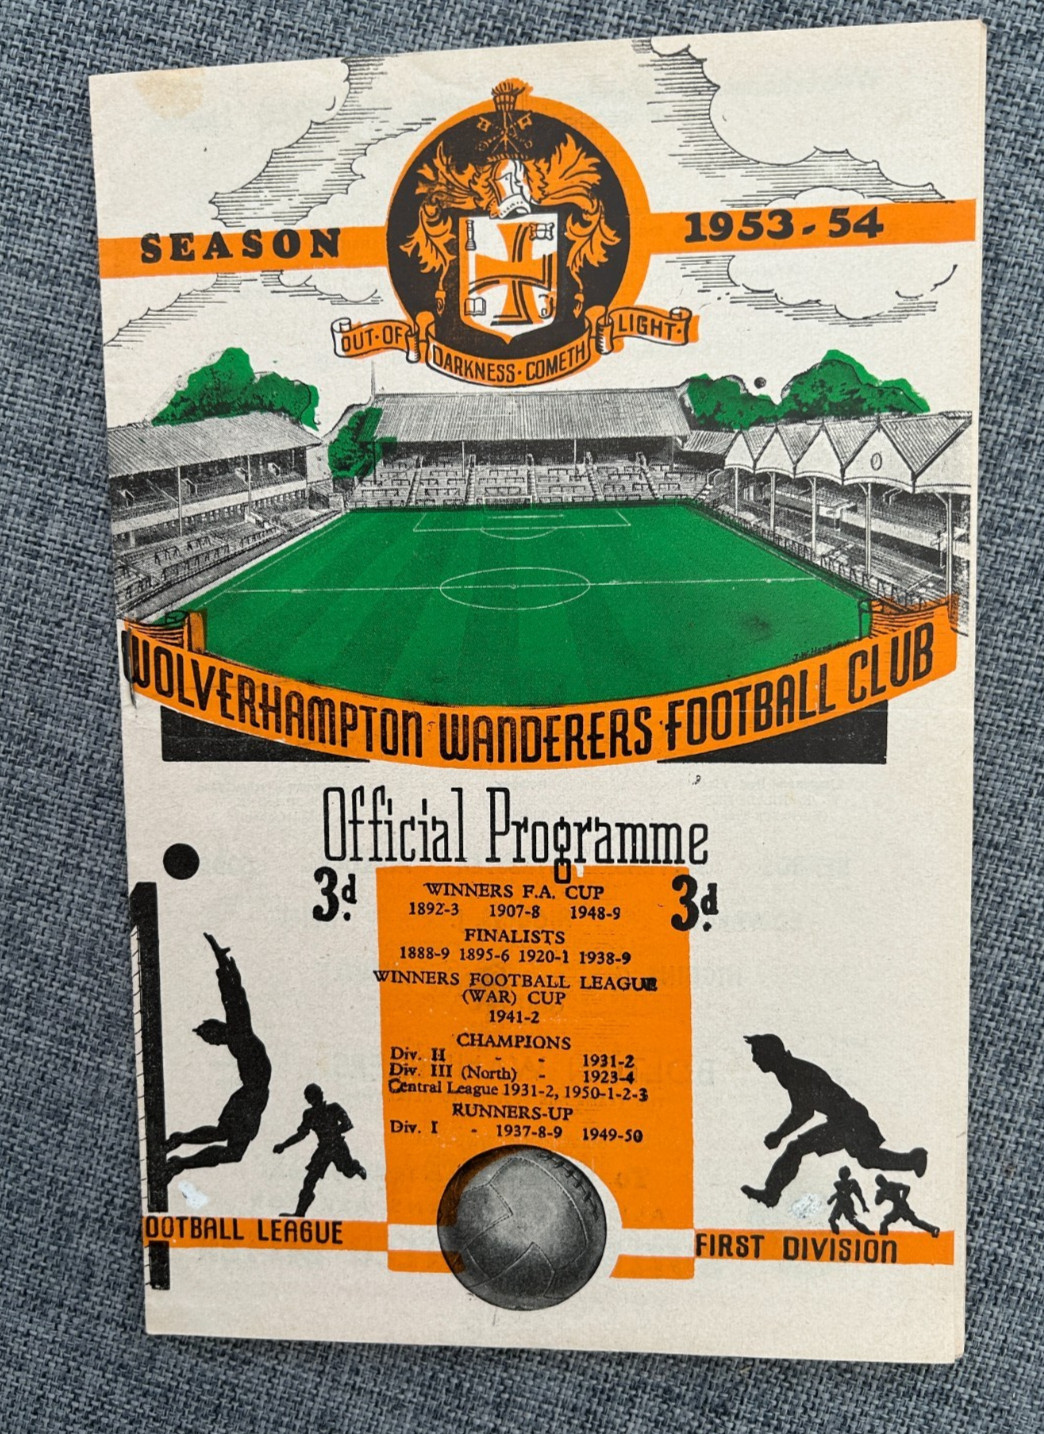 SEASON 1953-54
OUT·OF DARKNESS·COMETH LIGHT·
WOLVERHAMPTON WANDERERS FOOTBALL CLUB
Official Programme
3d. 3d.
WINNERS F.A. CUP
1892-3 1907-8 1948-9
FINALISTS
1888-9 1895-6 1920-1 1938-9
WINNERS FOOTBALL LEAGUE
(WAR) CUP
1941-2
CHAMPIONS
Div. II - - 1931-2
Div. III (North) - 1923-4
Central League 1931-2, 1950-1-2-3
RUNNERS-UP
Div. I - 1937-8-9 1949-50
OOTBALL LEAGUE FIRST DIVISION